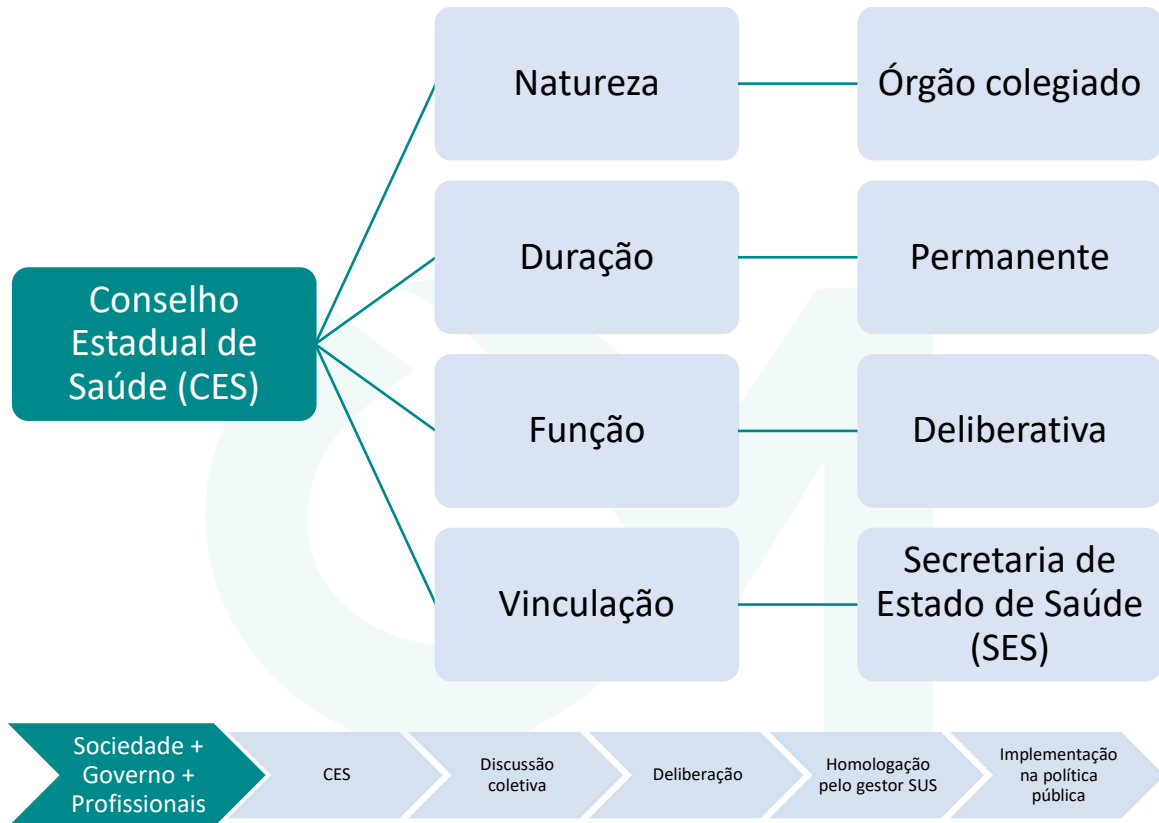 Conselho
Estadual de
Saúde (CES)
Natureza
Órgão colegiado
Duração
Permanente
Função
Deliberativa
Vinculação
Secretaria de
Estado de Saúde
(SES)
Sociedade +
Governo +
Profissionais
CES
Discussão
coletiva
Deliberação
Homologação
pelo gestor SUS
Implementação
na política
pública